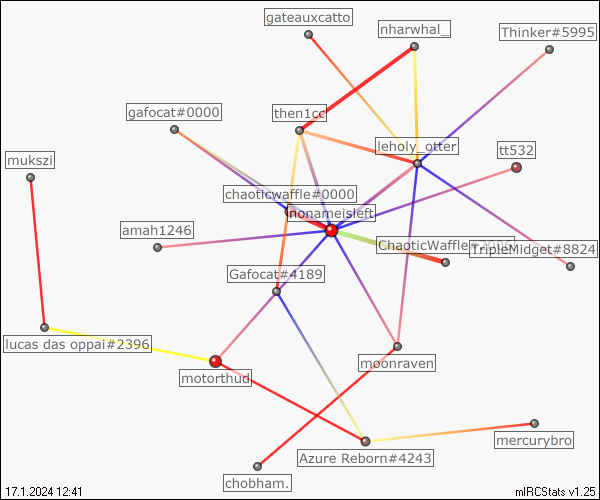 gateauxcatto
nharwhal_
Thinker#5995
gafocat#0000
then1cc
leholy_otter
tt532
mukszi
chaoticwaffle#0000
nonameisleft
amah1246
ChaoticWaffle#
TripleMidget#8824
Gafocat#4189
lucas das oppai#2396
moonraven
motorthud
mercurybro
Azure Reborn#4243
chobham.
17.1.2024 12:41
mIRCStats v1.25